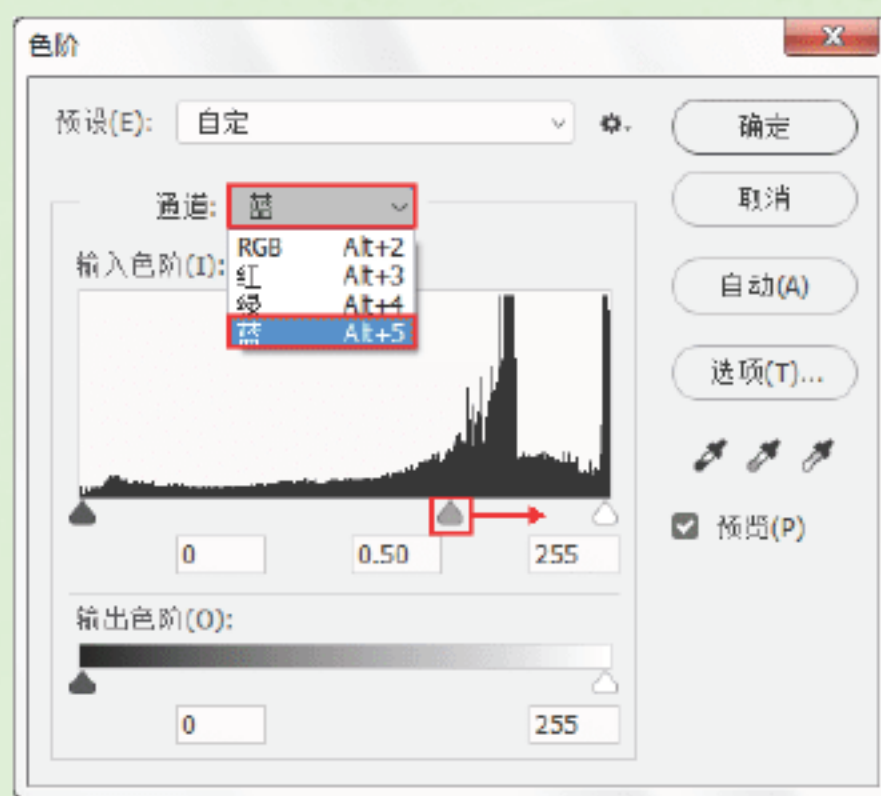 色阶
预设(E): 自定
确定
通道: 蓝
取消
RGB Alt+2
输入色阶(I):
红 Alt+3
绿 Alt+4
蓝 Alt+5
自动(A)
选项(T)...
预览(P)
0 0.50 255
输出色阶(O):
0 255